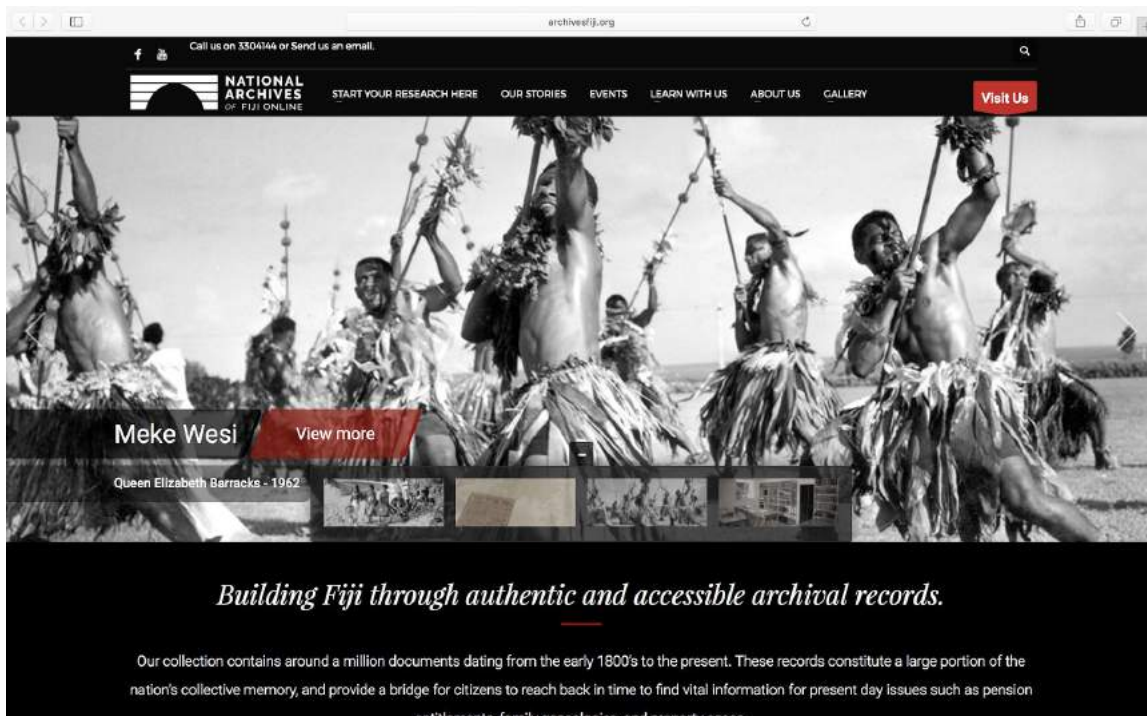 archivesfiji.org
Call us on 3304144 or Send us an email.
NATIONAL
ARCHIVES
OF FIJI ONLINE
START YOUR RESEARCH HERE OUR STORIES EVENTS LEARN WITH US ABOUT US GALLERY
Visit Us
Meke Wesi View more
Queen Elizabeth Barracks - 1962
Building Fiji through authentic and accessible archival records.
Our collection contains around a million documents dating from the early 1800's to the present. These records constitute a large portion of the
nation's collective memory, and provide a bridge for citizens to reach back in time to find vital information for present day issues such as pension